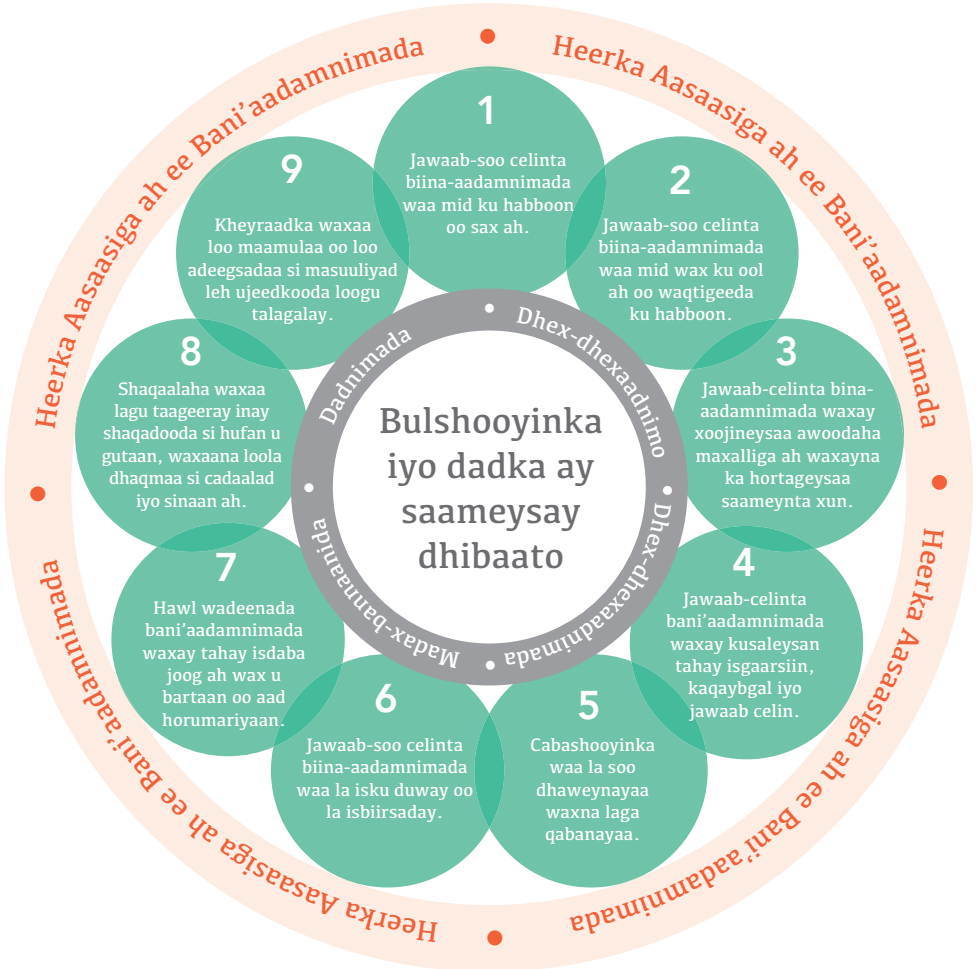 Heerka Aasaasiga ah ee Bani'aadamnimada
Heerka Aasaasiga ah ee Bani'aadamnimada
Heerka Aasaasiga ah ee Bani'aadamnimada
Heerka Aasaasiga ah ee Bani'aadamnimada
1
Jawaab-soo celinta
biina-aadamnimada
waa mid ku habboon
oo sax ah.
2
Jawaab-soo celinta
biina-aadamnimada
waa mid wax ku ool
ah oo waqtigeeda
ku habboon.
3
Jawaab-celinta bina-
aadamnimada waxay
xoojineysaa awoodaha
maxalliga ah waxayna
ka hortageysaa
saameynta xun.
4
Jawaab-celinta
bani'aadamnimada
waxay kusaleysan
tahay isgaarsiin,
kaqaybgal iyo
jawaab celin.
5
Cabashooyinka
waa la soo
dhaweynayaa
waxna laga
qabanayaa.
6
Jawaab-soo celinta
biina-aadamnimada
waa la isku duway oo
la isbiirsaday.
7
Hawl wadeenada
bani'aadamnimada
waxay tahay isdaba
joog ah wax u
bartaan oo aad
horumariyaan.
8
Shaqaalaha waxaa
lagu taageeray inay
shaqadooda si hufan u
gutaan, waxaana loola
dhaqmaa si cadaalad
iyo sinaan ah.
9
Kheyraadka waxaa
loo maamulaa oo loo
adeegsadaa si masuuliyad
leh ujeedkooda loogu
talagalay.
Dadnimada
Dhex-dhexaadnimo
Dhex-dhexaadnimada
Madax-bannaanida
Bulshooyinka
iyo dadka ay
saameysay
dhibaato